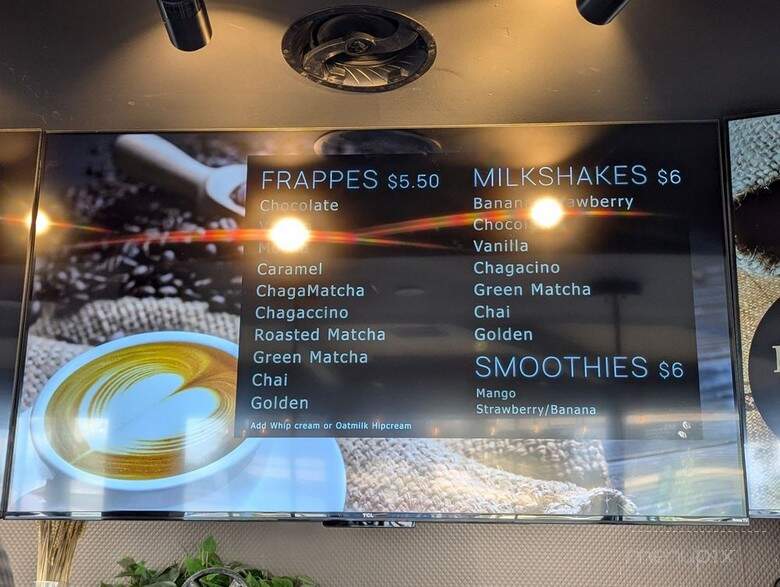 FRAPPES $5.50
Chocolate
Caramel
ChagaMatcha
Chagaccino
Roasted Matcha
Green Matcha
Chai
Golden
Add Whip cream or Oatmilk Hipcream
MILKSHAKES $6
Vanilla
Chagacino
Green Matcha
Chai
Golden
SMOOTHIES $6
Mango
Strawberry/Banana
TCL